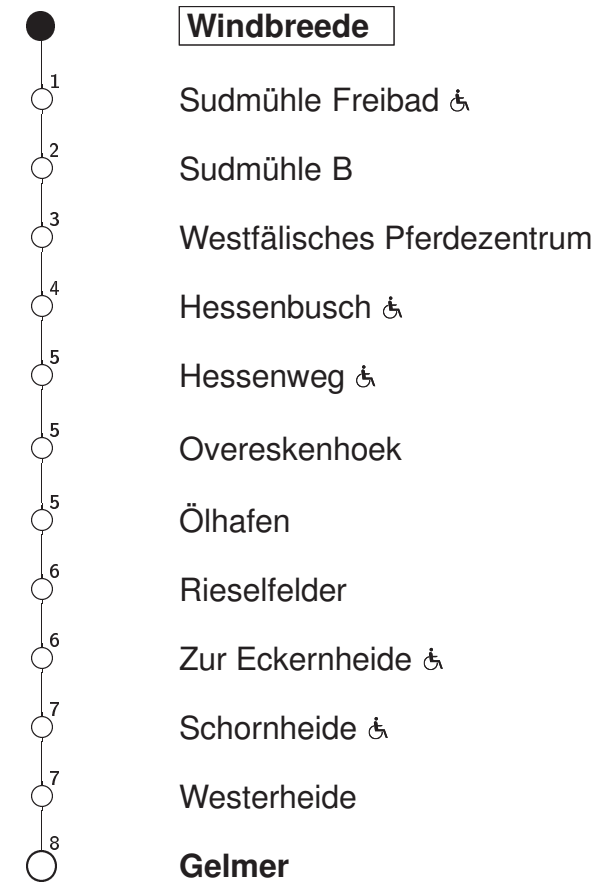 Windbreede
1 Sudmühle Freibad
2 Sudmühle B
3 Westfälisches Pferdezentrum
4 Hessenbusch
5 Hessenweg
5 Overeskenhoek
5 Ölhafen
6 Rieselfelder
6 Zur Eckernheide
7 Schornheide
7 Westerheide
8 Gelmer